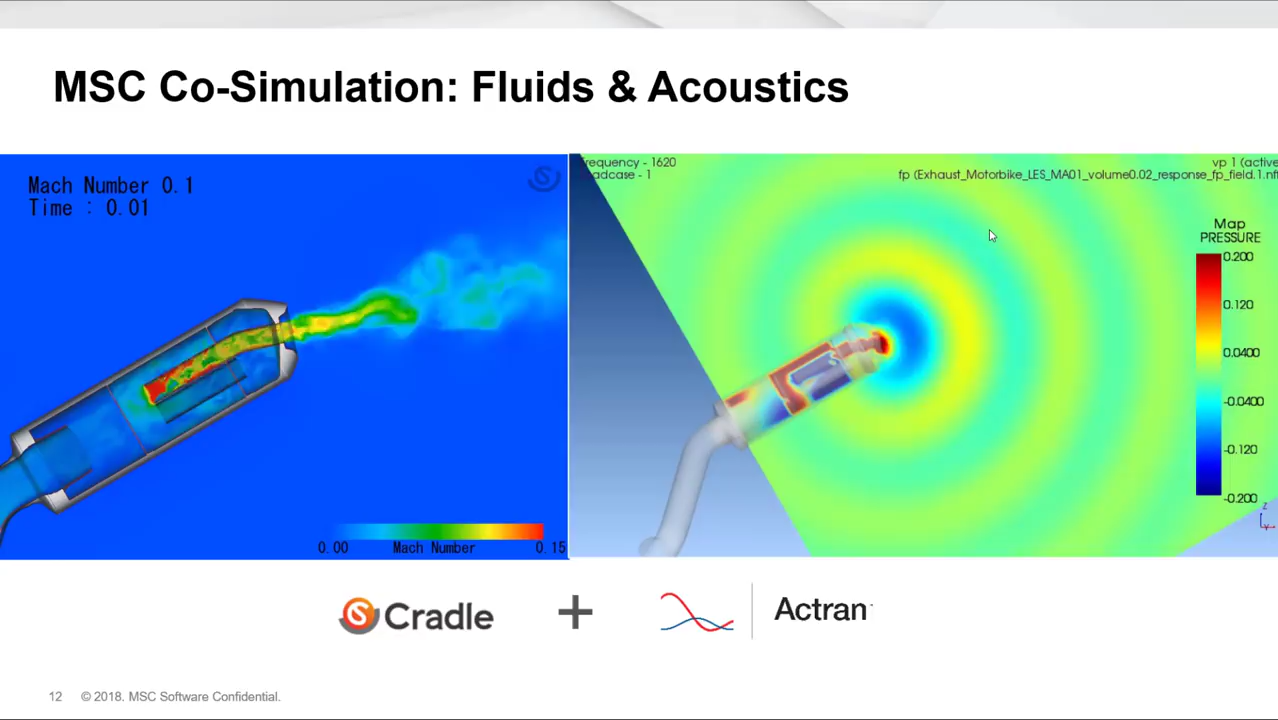 MSC Co-Simulation: Fluids & Acoustics
Mach Number 0.1
Time : 0.01
0.00 Mach Number 0.15
requency - 1620
adcase - 1
vp 1 (active
fp (Exhaust_Motorbike_LES_MA01_volume0.02_response_fp_field.1.nff
Map
PRESSURE
0.200
0.120
0.0400
-0.0400
-0.120
-0.200
Z
Y
Cradle + Actran
12 © 2018. MSC Software Confidential.